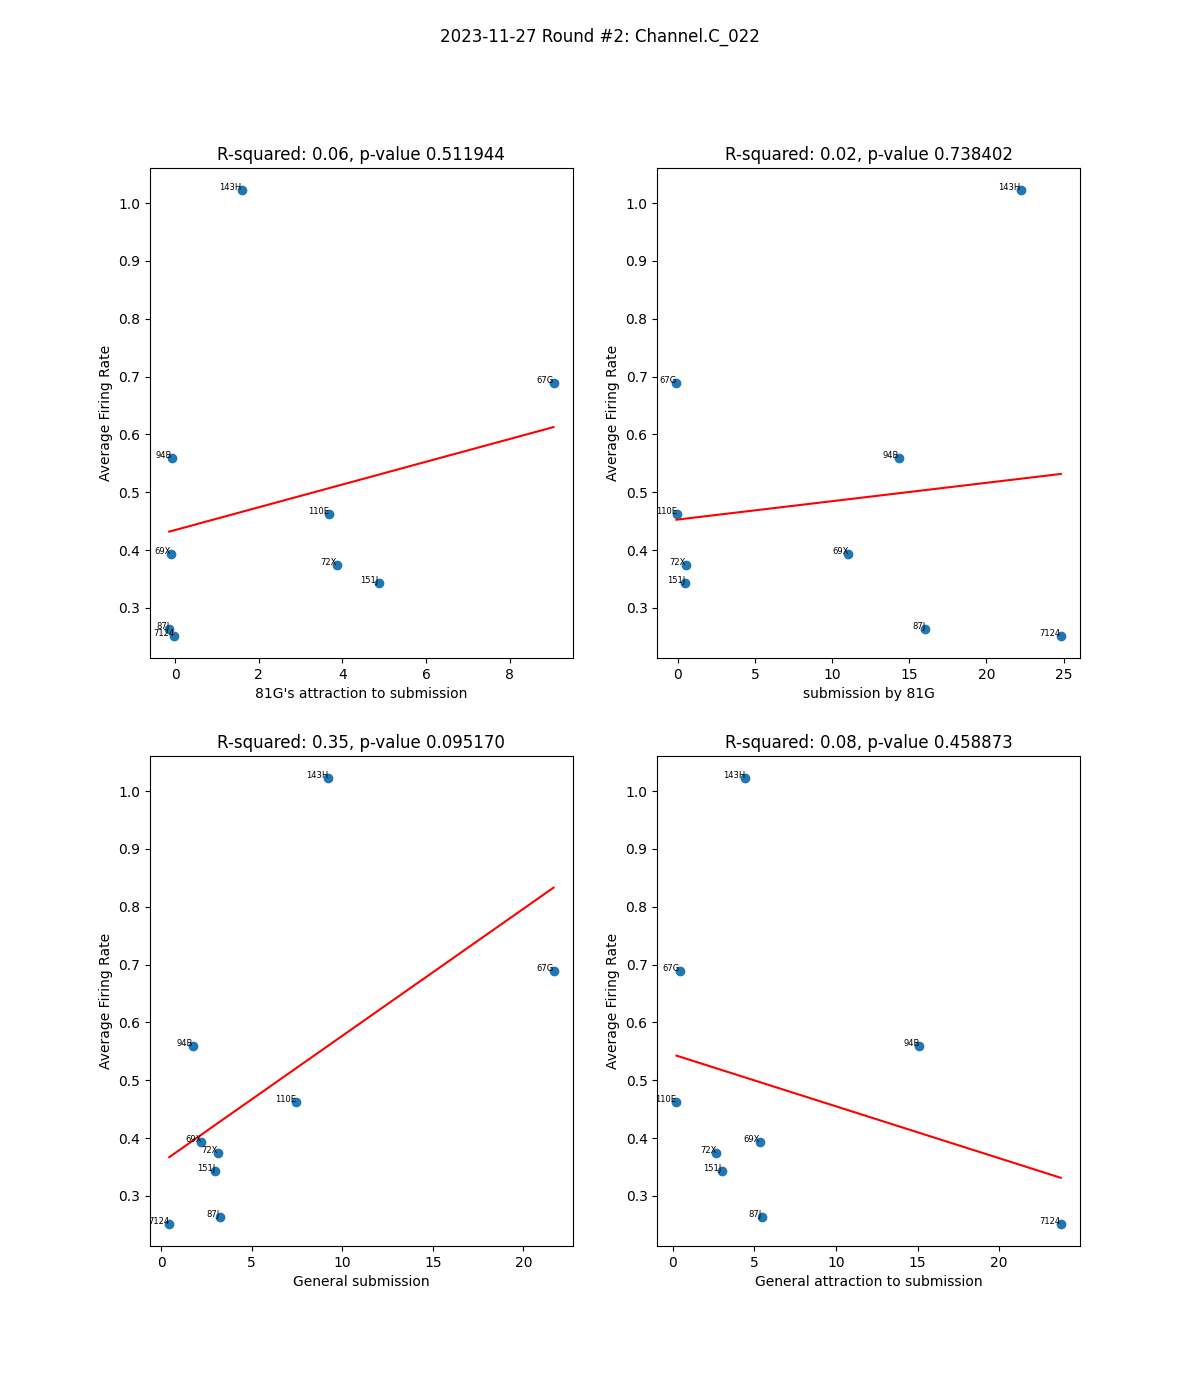 2023-11-27 Round #2: Channel.C_022
R-squared: 0.06, p-value 0.511944
1.0
0.9
0.8
0.7
0.6
0.5
0.4
0.3
Average Firing Rate
143H
67G
94B
110E
69X
72X
151J
87J
7124
0 2 4 6 8
81G's attraction to submission
R-squared: 0.02, p-value 0.738402
1.0
0.9
0.8
0.7
0.6
0.5
0.4
0.3
Average Firing Rate
143H
67G
94B
110E
69X
72X
151J
87J
7124
0 5 10 15 20 25
submission by 81G
R-squared: 0.35, p-value 0.095170
1.0
0.9
0.8
0.7
0.6
0.5
0.4
0.3
Average Firing Rate
143H
67G
94B
110E
69X
72X
151J
87J
7124
0 5 10 15 20
General submission
R-squared: 0.08, p-value 0.458873
1.0
0.9
0.8
0.7
0.6
0.5
0.4
0.3
Average Firing Rate
143H
67G
94B
110E
69X
72X
151J
87J
7124
0 5 10 15 20
General attraction to submission